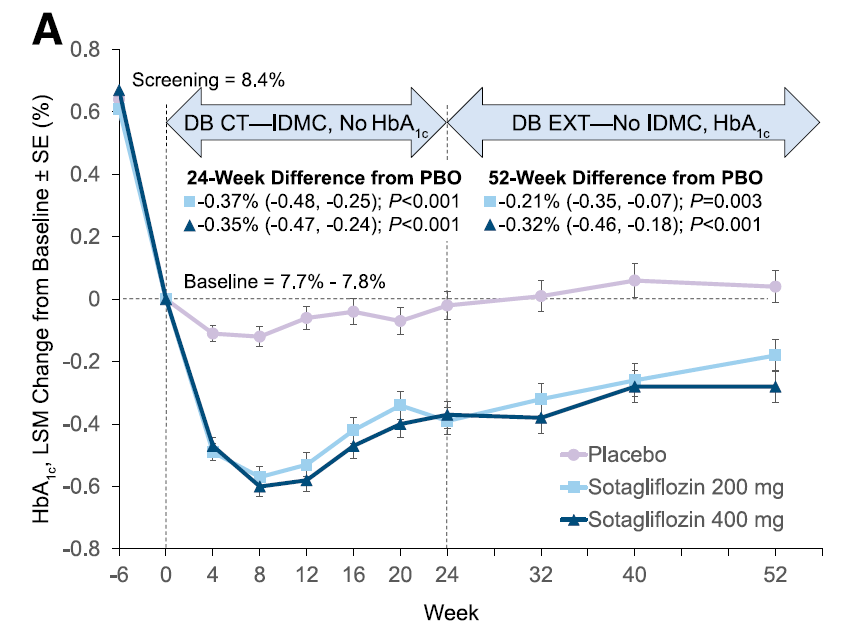 A
HbA1c, LSM Change from Baseline ± SE (%)
0.8
0.6
0.4
0.2
0
-0.2
-0.4
-0.6
-0.8
Screening = 8.4%
DB CT—IDMC, No HbA1c
DB EXT—No IDMC, HbA1c
24-Week Difference from PBO
-0.37% (-0.48, -0.25); P<0.001
-0.35% (-0.47, -0.24); P<0.001
52-Week Difference from PBO
-0.21% (-0.35, -0.07); P=0.003
-0.32% (-0.46, -0.18); P<0.001
Baseline = 7.7% - 7.8%
Placebo
Sotagliflozin 200 mg
Sotagliflozin 400 mg
-6 0 4 8 12 16 20 24 32 40 52
Week